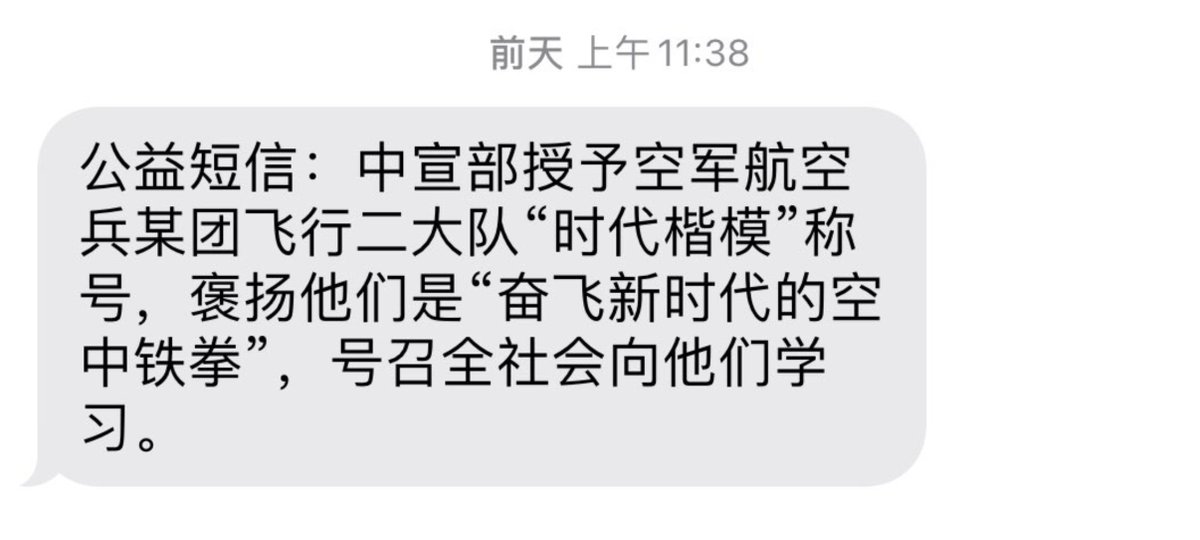 前天 上午11:38
公益短信：中宣部授予空军航空
兵某团飞行二大队“时代楷模”称
号，褒扬他们是“奋飞新时代的空
中铁拳”，号召全社会向他们学
习。